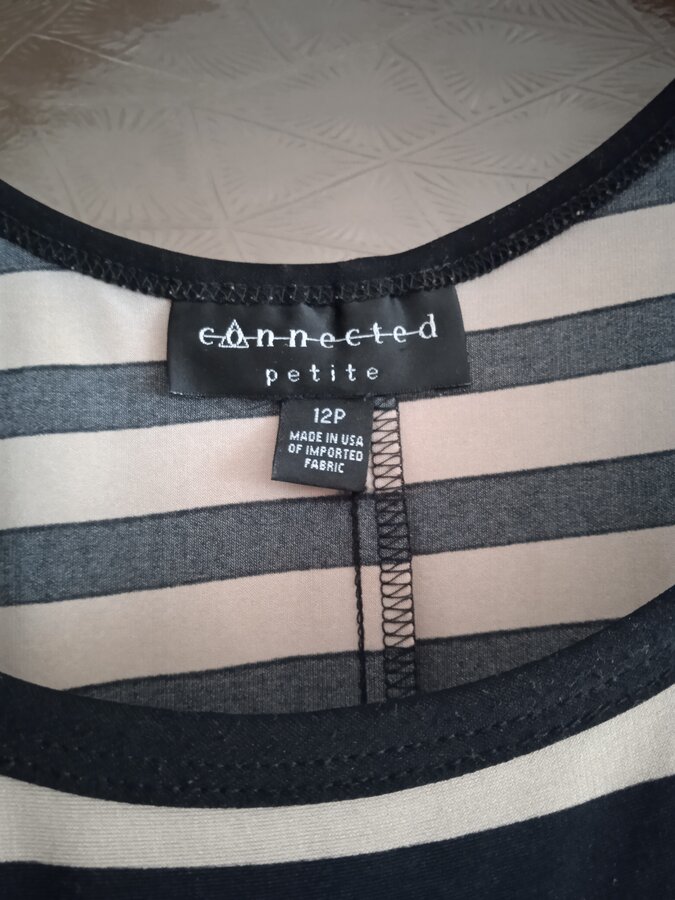 connected
petite
12P
MADE IN USA
OF IMPORTED
FABRIC